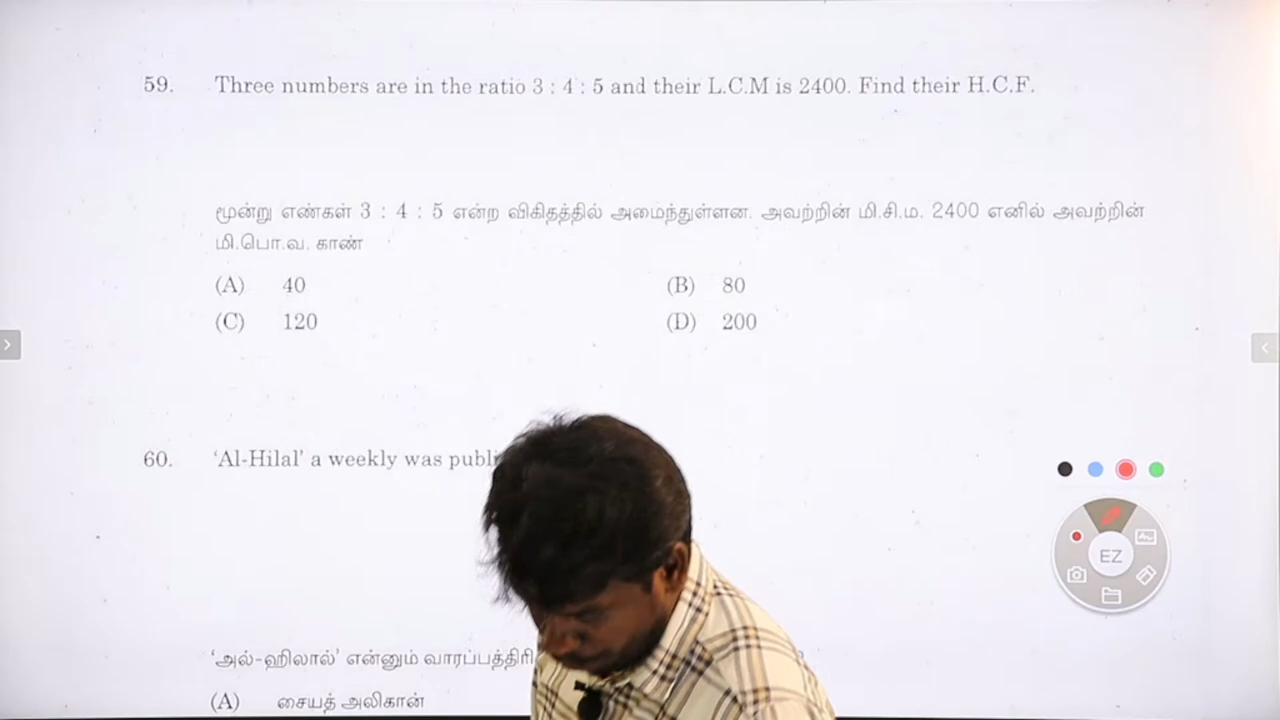 59. Three numbers are in the ratio 3 : 4 : 5 and their L.C.M is 2400. Find their H.C.F.
மூன்று எண்கள் 3 : 4 : 5 என்ற விகிதத்தில் அமைந்துள்ளன. அவற்றின் மி.சி.ம. 2400 எனில் அவற்றின்
மி.பொ.வ. காண்
(A) 40 (B) 80
(C) 120 (D) 200
60. ‘Al-Hilal’ a weekly was publi
EZ
‘அல்-ஹிலால்’ என்னும் வாரப்பத்திரி
(A) சையத் அலிகான்